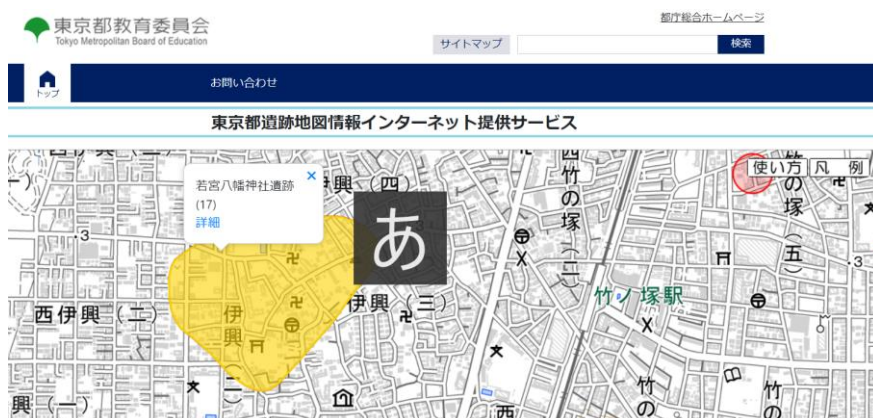 東京都教育委員会
Tokyo Metropolitan Board of Education
都庁総合ホームページ
サイトマップ
検索
トップ
お問い合わせ
東京都遺跡地図情報インターネット提供サービス
若宮八幡神社遺跡
(17)
詳細
×
興(四)
あ
西竹の塚(二)
使い方
凡 例
竹の塚(五)
・3
・3
西伊興(二)
伊興(二)
伊興(三)
竹ノ塚駅
興(一)
西
竹の
竹の